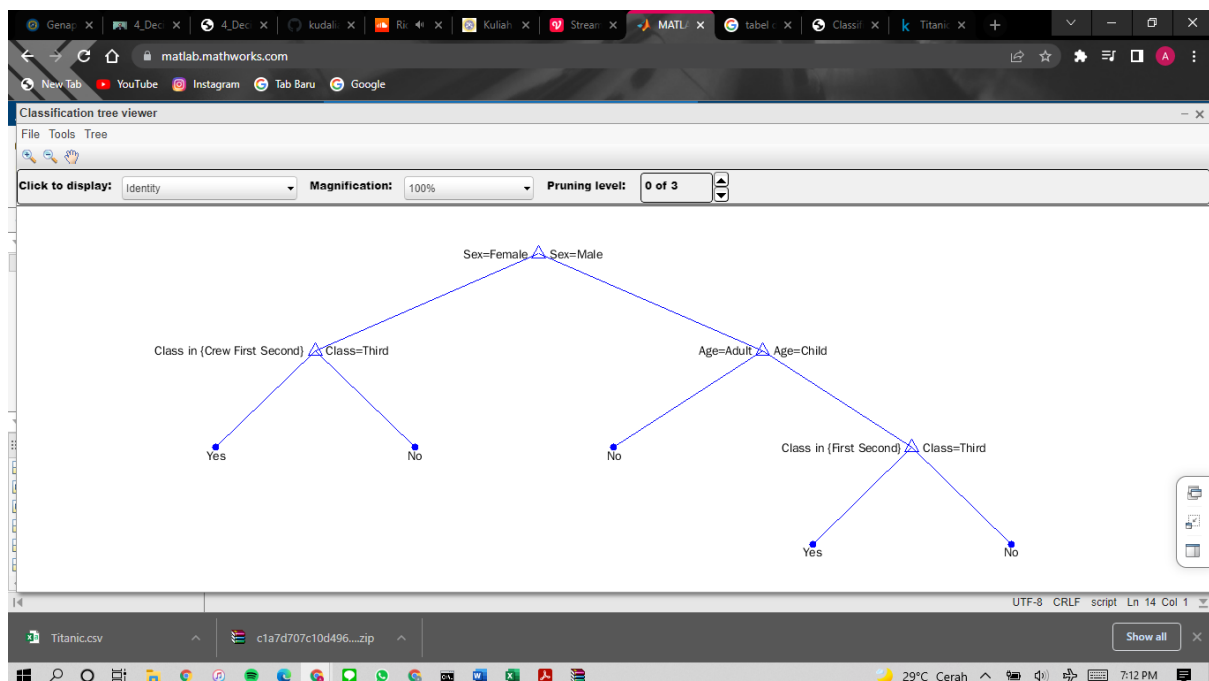 Genap 4_Dec 4_Dec kudali Ric Kuliah Stream MATL tabel c Classif Titanic
matlab.mathworks.com
New Tab YouTube Instagram Tab Baru Google
Classification tree viewer
File Tools Tree
Click to display: Identity Magnification: 100% Pruning level: 0 of 3
Sex=Female Sex=Male
Class in {Crew First Second} Class=Third Age=Adult Age=Child
Yes No No Class in {First Second} Class=Third
Yes No
UTF-8 CRLF script Ln 14 Col 1
Titanic.csv c1a7d707c10d496....zip Show all
29°C Cerah 7:12 PM